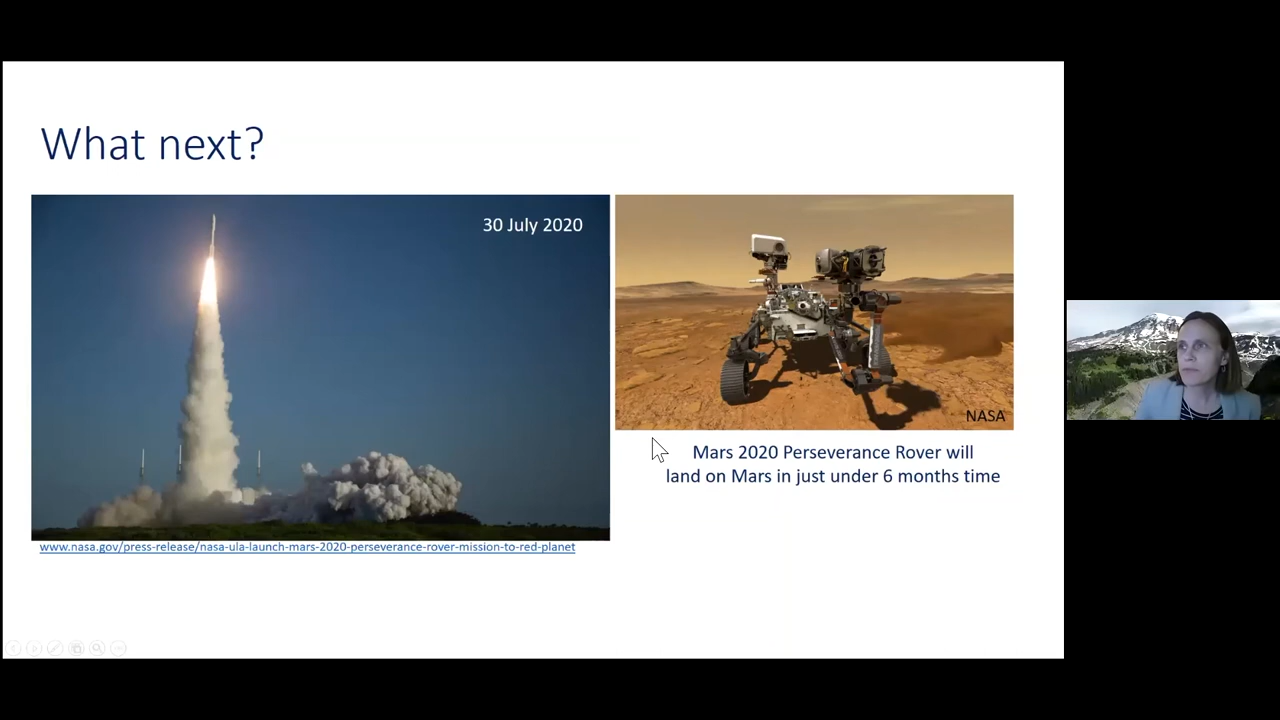 What next?
30 July 2020
NASA
Mars 2020 Perseverance Rover will
land on Mars in just under 6 months time
www.nasa.gov/press-release/nasa-ula-launch-mars-2020-perseverance-rover-mission-to-red-planet